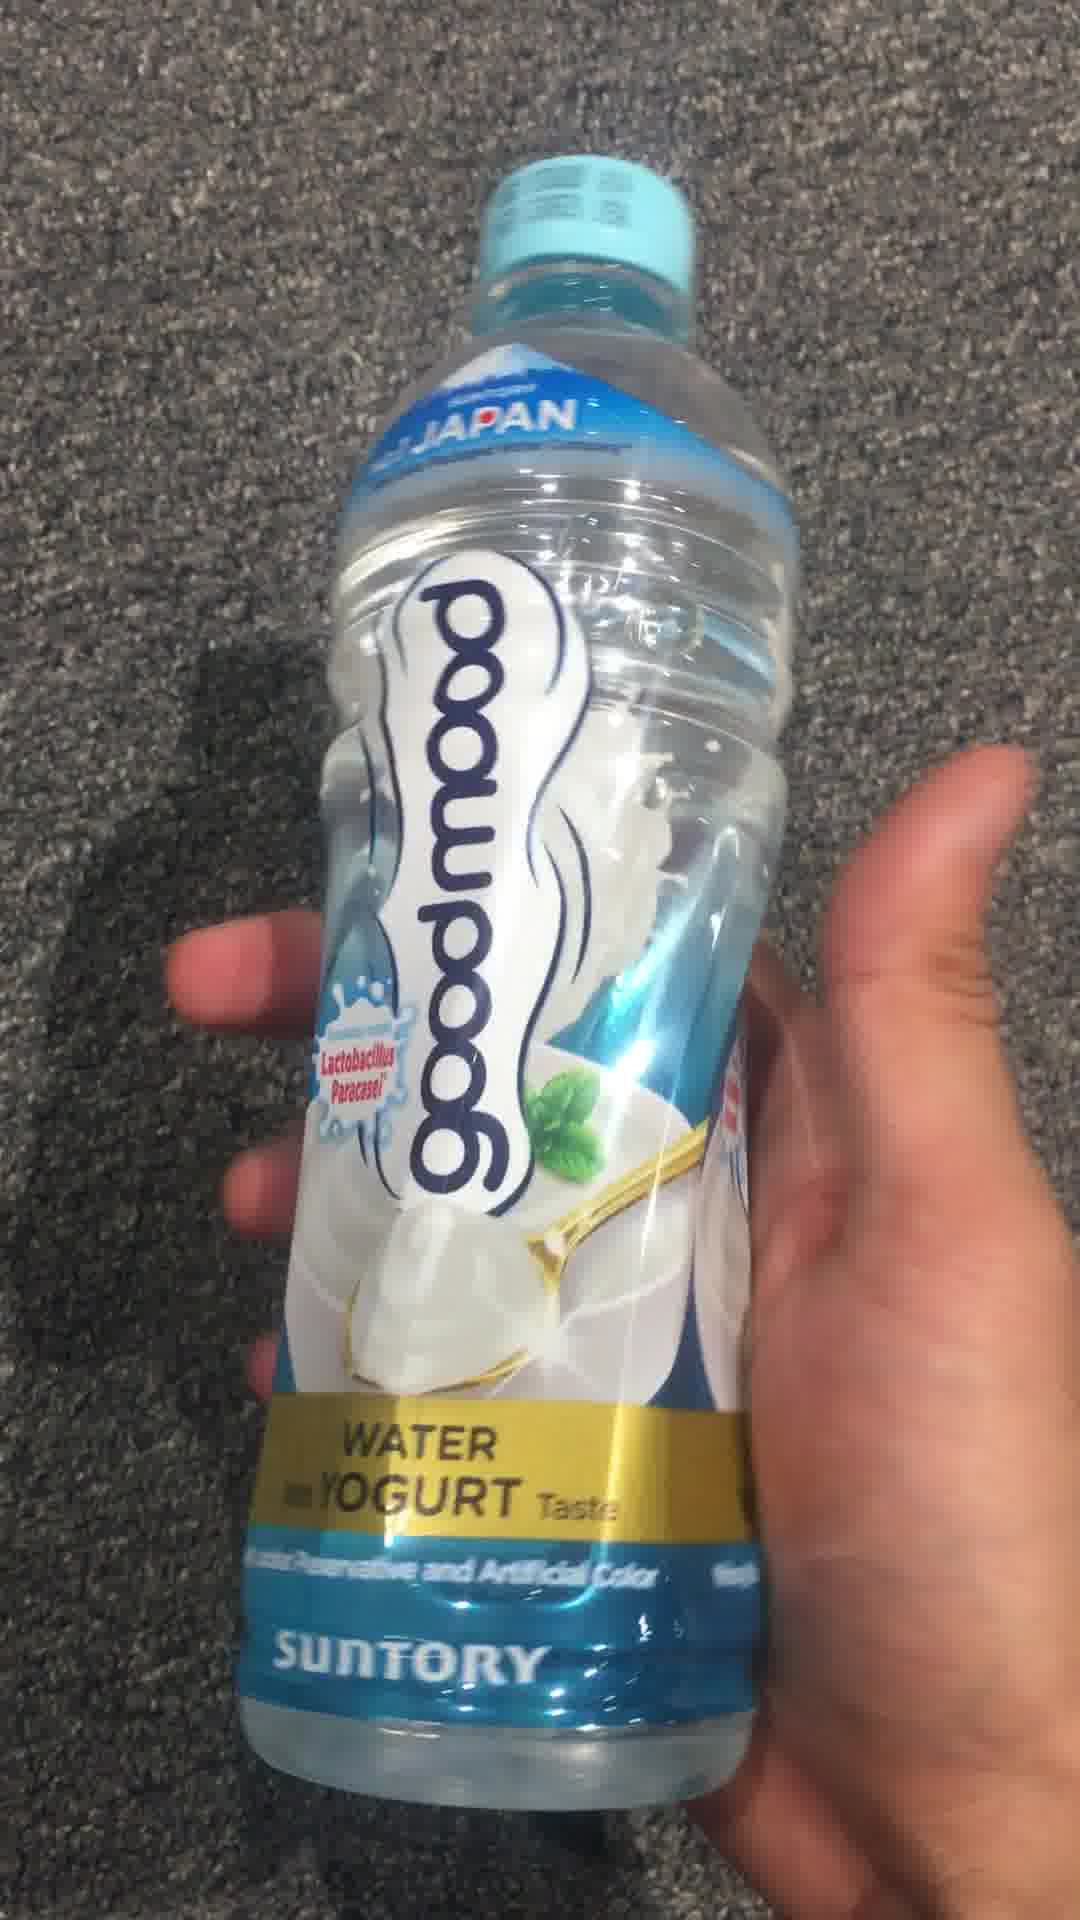 JAPAN
goodmood
Lactobacillus
Paracasei
WATER
YOGURT Taste
Preservative and Artificial Color
SUNTORY